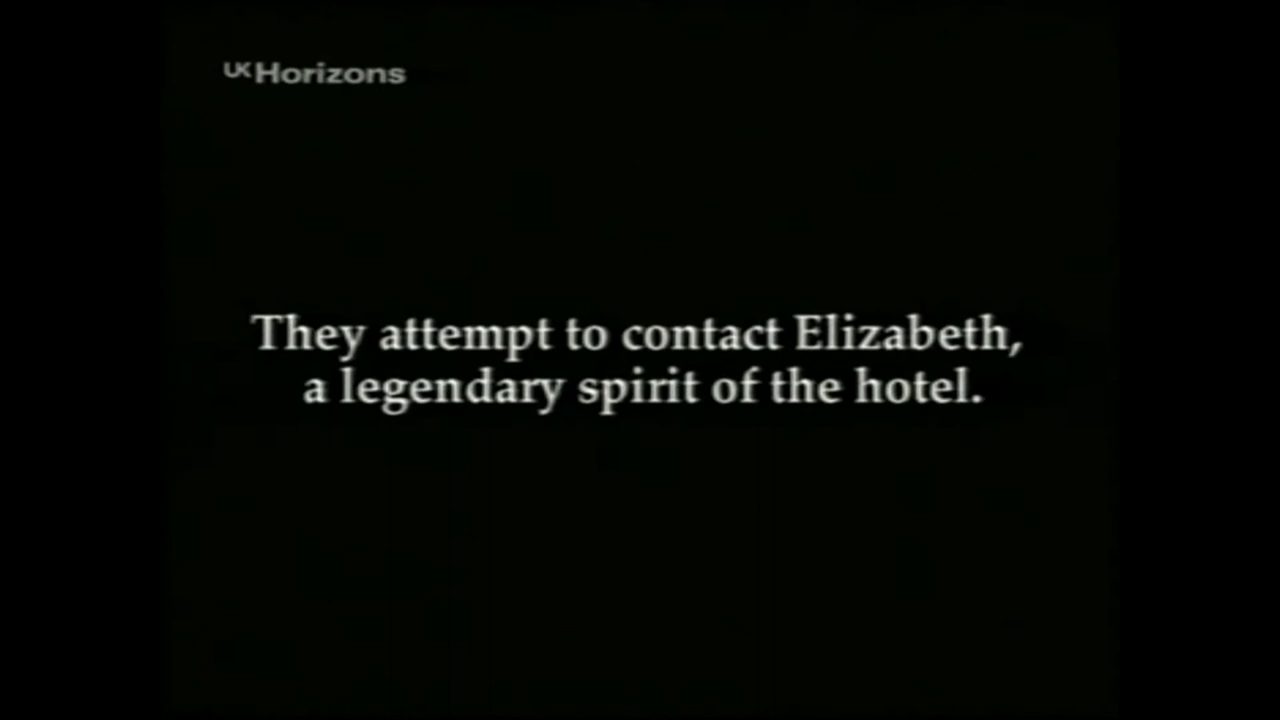 UKHorizons
They attempt to contact Elizabeth,
a legendary spirit of the hotel.